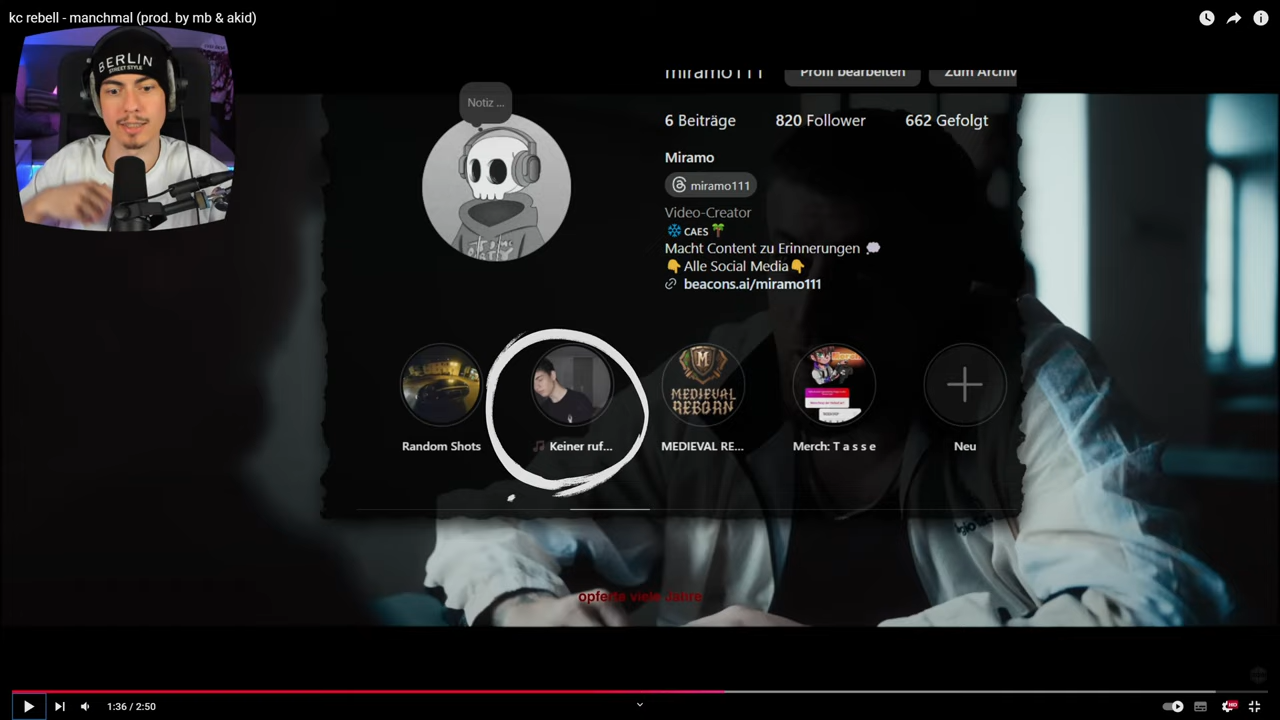 kc rebell - manchmal (prod. by mb & akid)
BERLIN
STREET STYLE
miramo111
Profil bearbeiten
Zum Archiv
Notiz ...
6 Beiträge
820 Follower
662 Gefolgt
Miramo
miramo111
Video-Creator
❄️ CAES 🌴
Macht Content zu Erinnerungen 💭
👇Alle Social Media👇
beacons.ai/miramo111
M
MEDIEVAL
REBORN
Random Shots
🎵 Keiner ruf...
MEDIEVAL RE...
Merch: T a s s e
Neu
opferte viele Jahre
1:36 / 2:50
HD